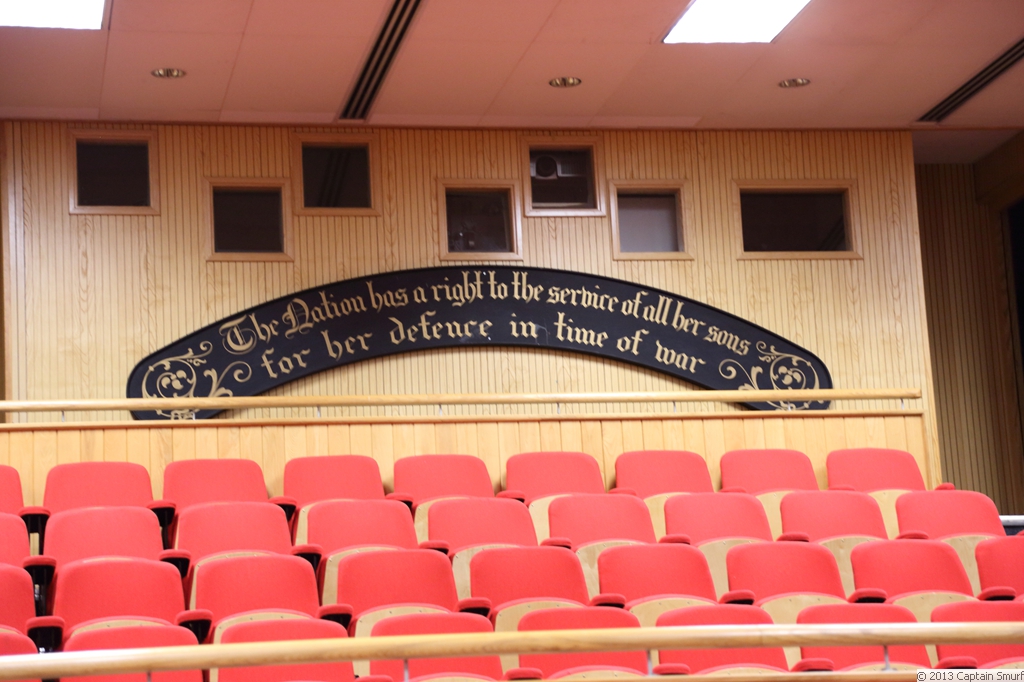 The Nation has a right to the service of all her sons
for her defence in time of war
© 2013 Captain Smurf